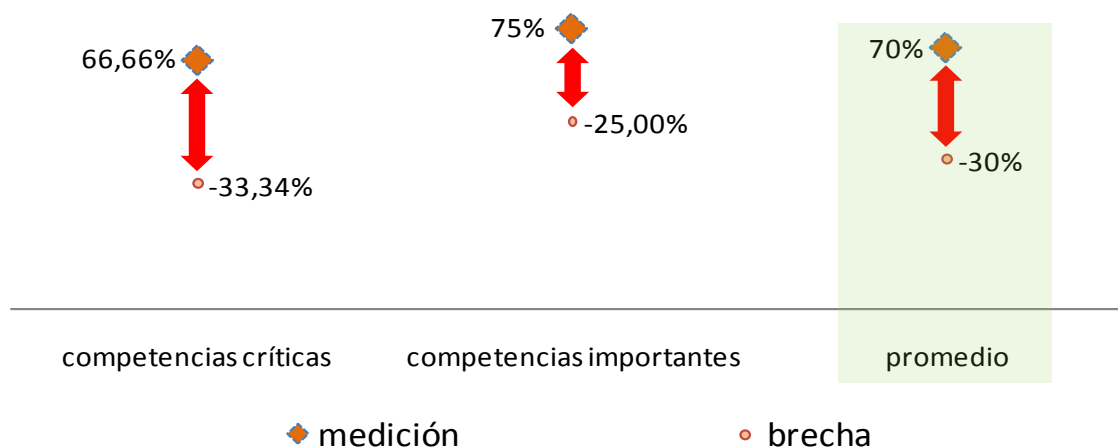 75%
66,66%
70%
-25,00%
-30%
-33,34%
competencias críticas
competencias importantes
promedio
medición
brecha